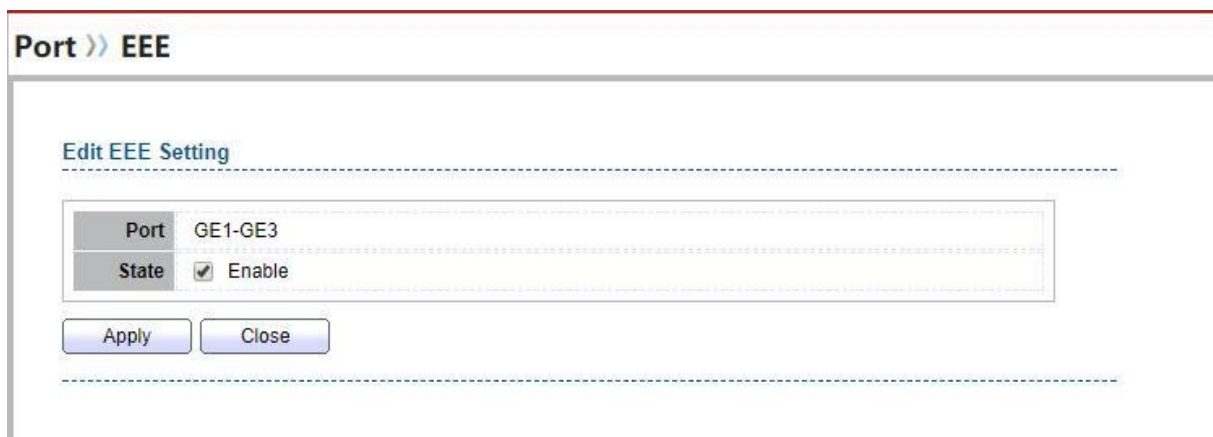 Port » EEE
Edit EEE Setting
Port GE1-GE3
State Enable
Apply Close